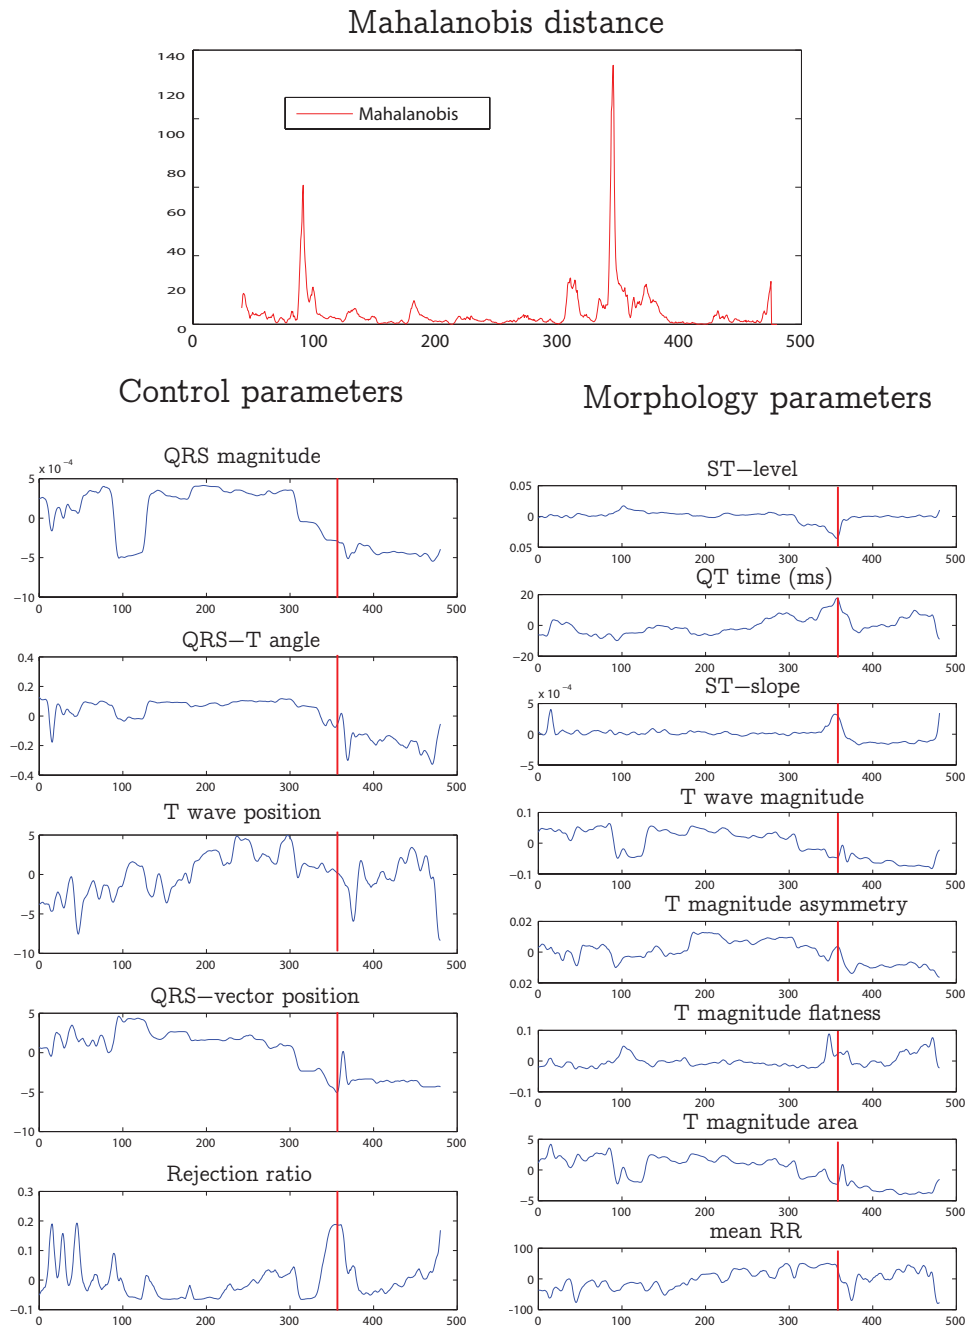 Mahalanobis distance
140
120
100
80
60
40
20
0
Mahalanobis
0 100 200 300 400 500
Control parameters
QRS magnitude
x 10⁻⁴
5
0
−5
−10
0 100 200 300 400 500
QRS−T angle
0.4
0.2
0
−0.2
−0.4
0 100 200 300 400 500
T wave position
5
0
−5
−10
0 100 200 300 400 500
QRS−vector position
5
0
−5
−10
0 100 200 300 400 500
Rejection ratio
0.3
0.2
0.1
0
−0.1
0 100 200 300 400 500
Morphology parameters
ST−level
0.05
0
0.05
0 100 200 300 400 500
QT time (ms)
20
0
−20
0 100 200 300 400 500
ST−slope
x 10⁻⁴
5
0
−5
0 100 200 300 400 500
T wave magnitude
0.1
0
−0.1
0 100 200 300 400 500
T magnitude asymmetry
0.02
0
0.02
0 100 200 300 400 500
T magnitude flatness
0.1
0
−0.1
0 100 200 300 400 500
T magnitude area
5
0
−5
0 100 200 300 400 500
mean RR
100
0
-100
0 100 200 300 400 500